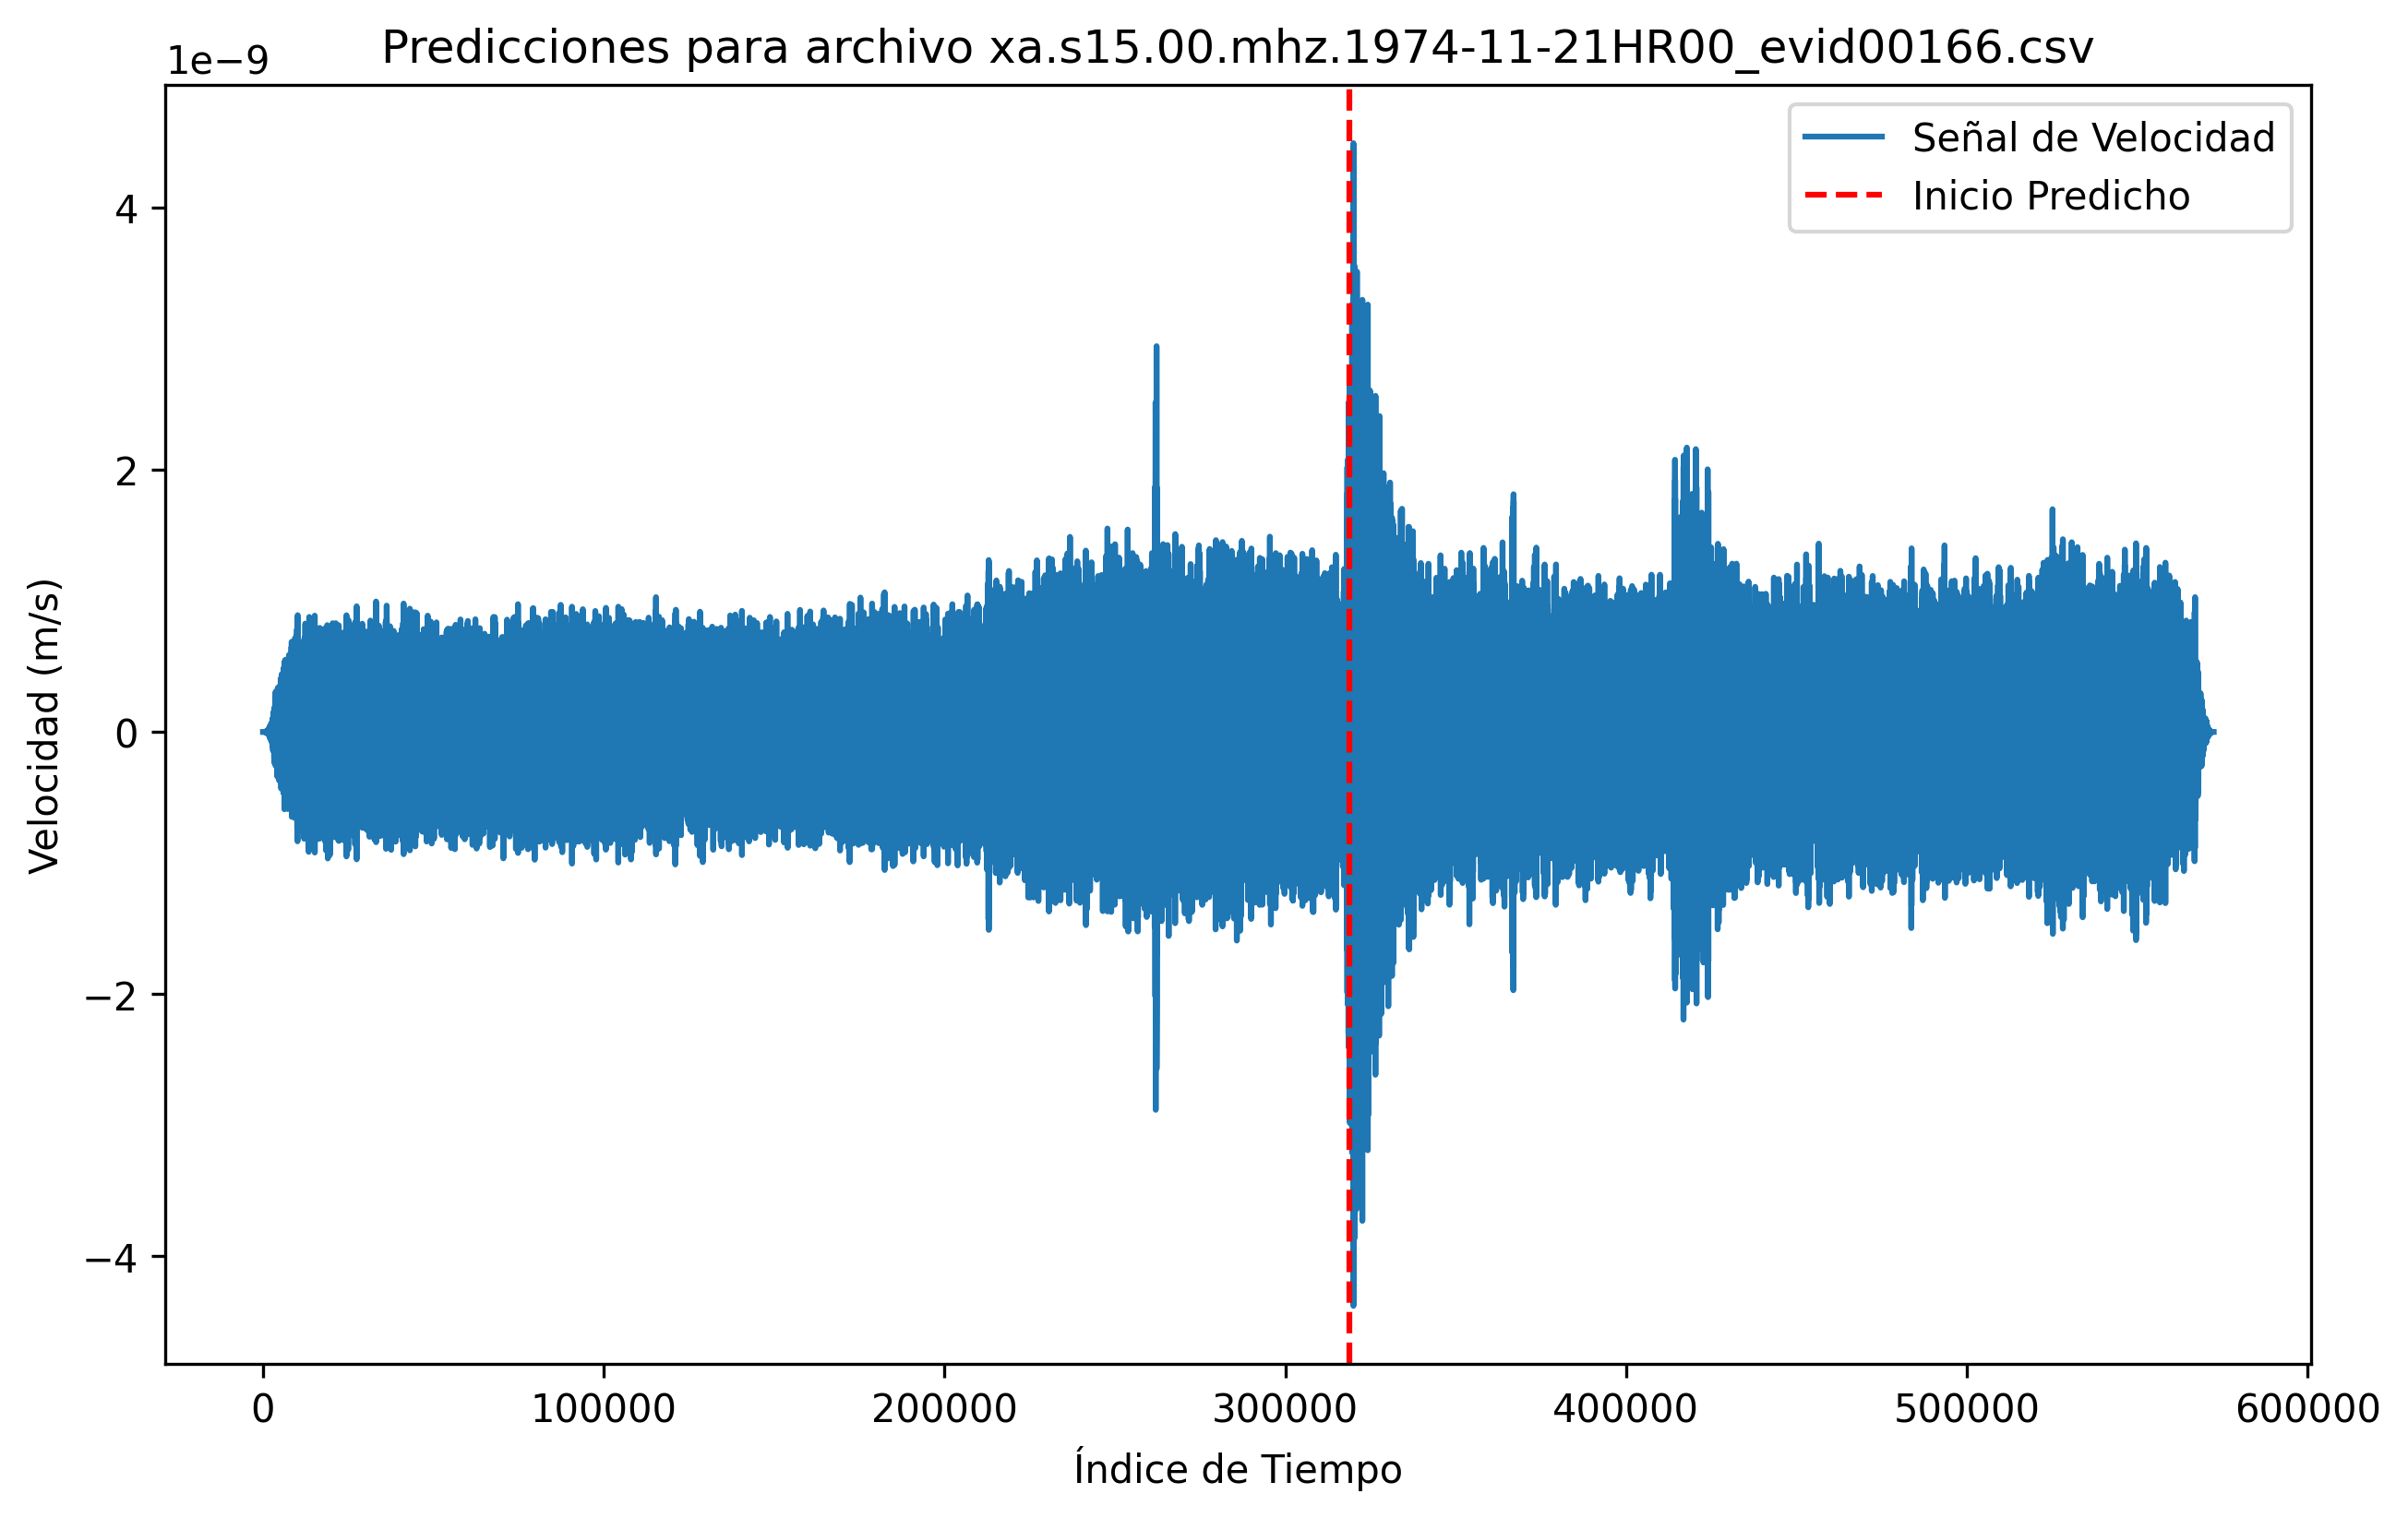 Predicciones para archivo xa.s15.00.mhz.1974-11-21HR00_evid00166.csv
1e−9
Señal de Velocidad
Inicio Predicho
4
2
0
−2
−4
Velocidad (m/s)
0 100000 200000 300000 400000 500000 600000
Índice de Tiempo